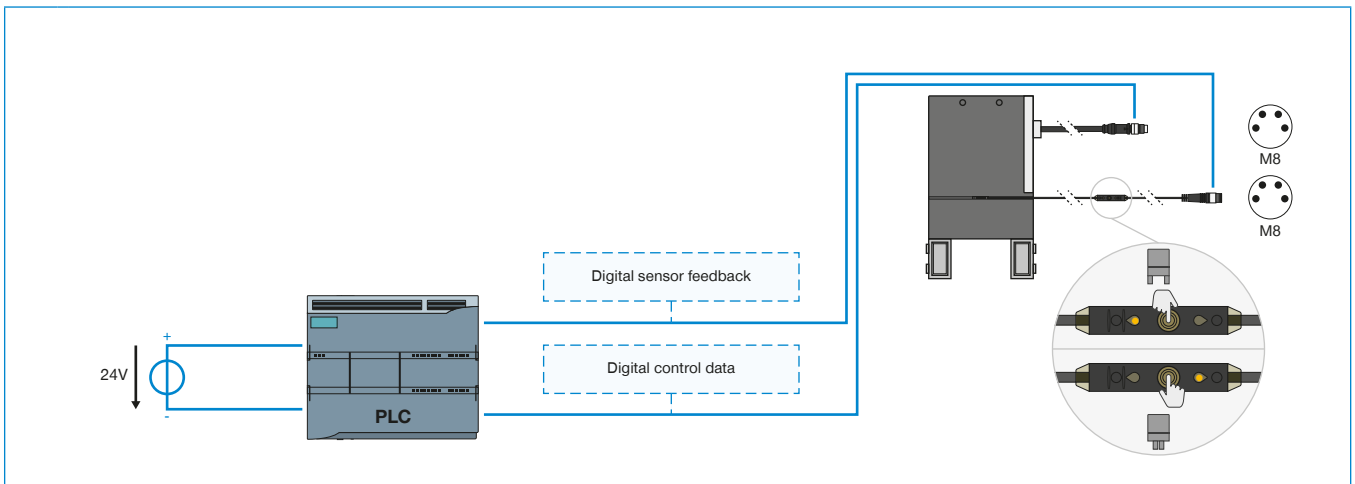 M8
M8
Digital sensor feedback
+
24V
Digital control data
-
PLC